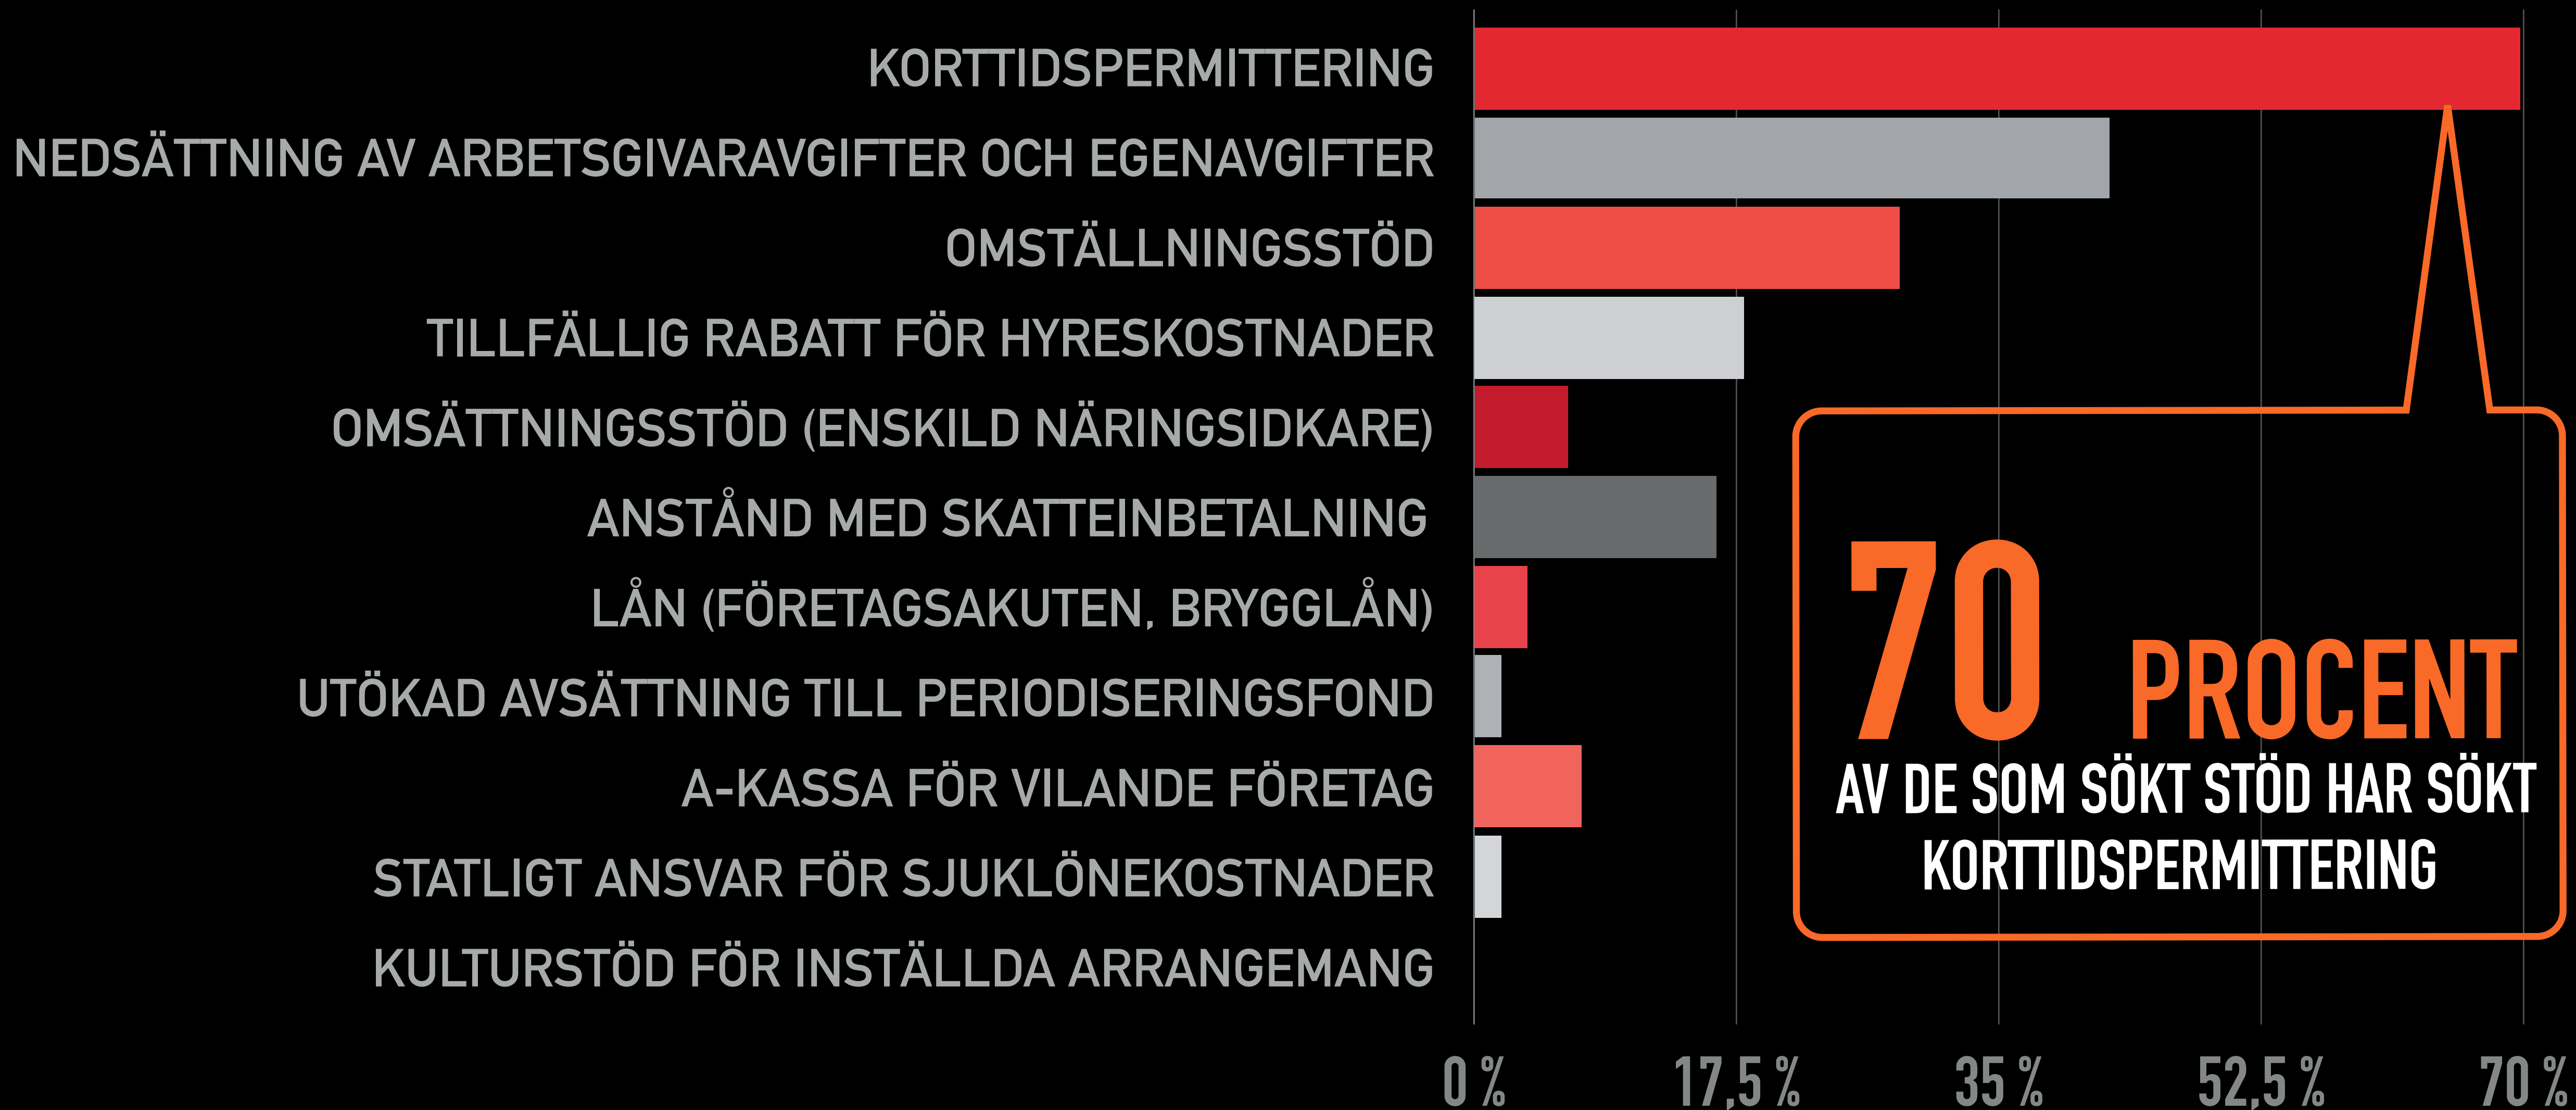 KORTTIDSPERMITTERING
NEDSÄTTNING AV ARBETSGIVARAVGIFTER OCH EGENAVGIFTER
OMSTÄLLNINGSSTÖD
TILLFÄLLIG RABATT FÖR HYRESKOSTNADER
OMSÄTTNINGSSTÖD (ENSKILD NÄRINGSIDKARE)
ANSTÅND MED SKATTEINBETALNING
LÅN (FÖRETAGSAKUTEN, BRYGGLÅN)
UTÖKAD AVSÄTTNING TILL PERIODISERINGSFOND
A-KASSA FÖR VILANDE FÖRETAG
STATLIGT ANSVAR FÖR SJUKLÖNEKOSTNADER
KULTURSTÖD FÖR INSTÄLLDA ARRANGEMANG
70 PROCENT
AV DE SOM SÖKT STÖD HAR SÖKT
KORTTIDSPERMITTERING
0 % 17,5 % 35 % 52,5 % 70 %